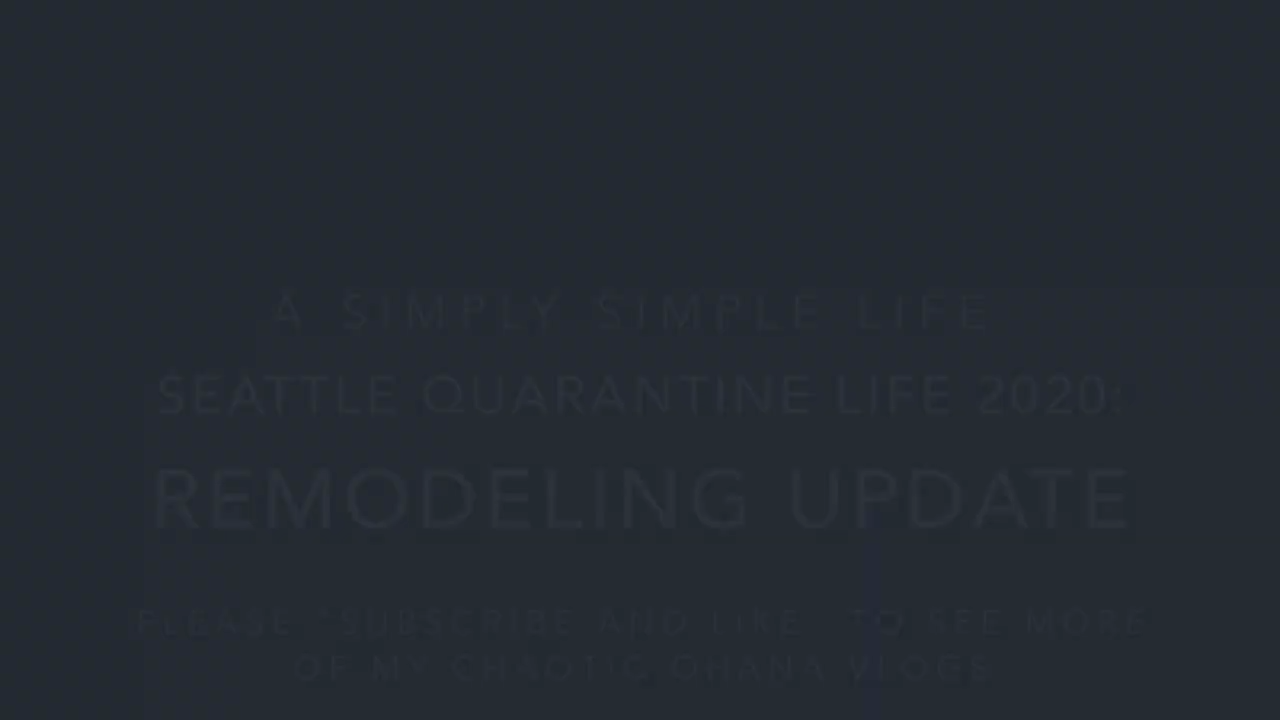 A SIMPLY SIMPLE LIFE
SEATTLE QUARANTINE LIFE 2020:
REMODELING UPDATE
PLEASE "SUBSCRIBE AND LIKE" TO SEE MORE
OF MY CHAOTIC OHANA VLOGS